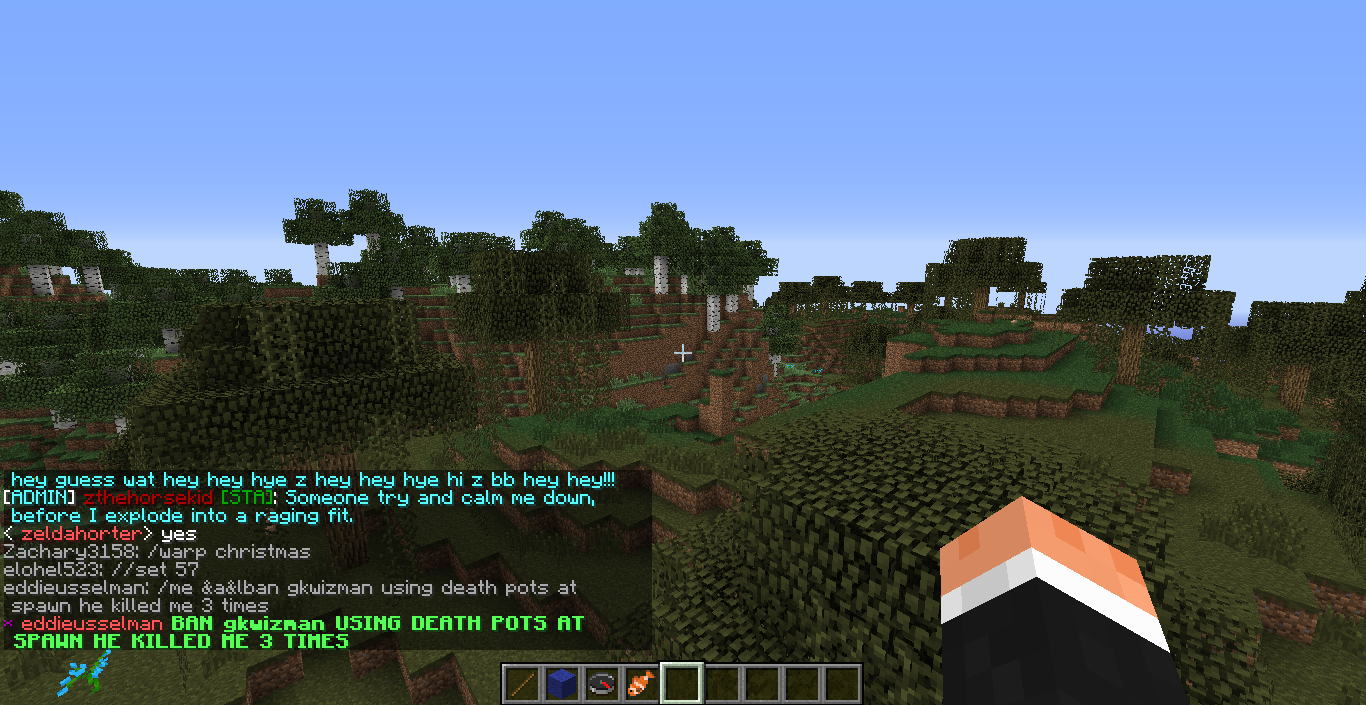 hey guess wat hey hey hye z hey hey hye hi z bb hey hey!!!
[ADMIN] zthehorsekid [STA]: Someone try and calm me down,
before I explode into a raging fit.
< zeldahorter> yes
Zachary3158: /warp christmas
elohel523: //set 57
eddieusselman: /me &a&lban gkwizman using death pots at
spawn he killed me 3 times
* eddieusselman BAN gkwizman USING DEATH POTS AT
SPAWN HE KILLED ME 3 TIMES